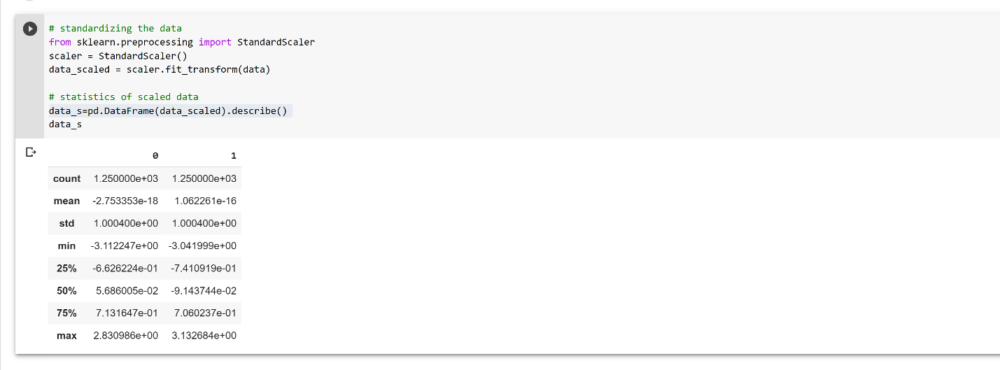 # standardizing the data
from sklearn.preprocessing import StandardScaler
scaler = StandardScaler()
data_scaled = scaler.fit_transform(data)
# statistics of scaled data
data_s=pd.DataFrame(data_scaled).describe()
data_s
0 1
count 1.250000e+03 1.250000e+03
mean -2.753353e-18 1.062261e-16
std 1.000400e+00 1.000400e+00
min -3.112247e+00 -3.041999e+00
25% -6.626224e-01 -7.410919e-01
50% 5.686005e-02 -9.143744e-02
75% 7.131647e-01 7.060237e-01
max 2.830986e+00 3.132684e+00